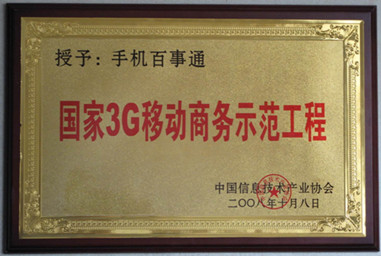 授予：手机百事通
国家3G移动商务示范工程
中国信息技术产业协会
二〇〇八年十月八日